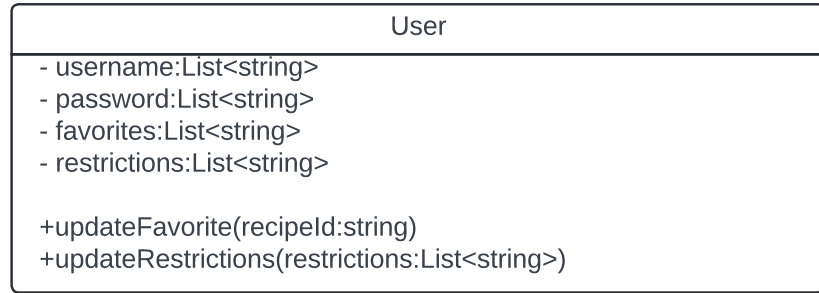 User
- username:List<string>
- password:List<string>
- favorites:List<string>
- restrictions:List<string>
+updateFavorite(recipeId:string)
+updateRestrictions(restrictions:List<string>)